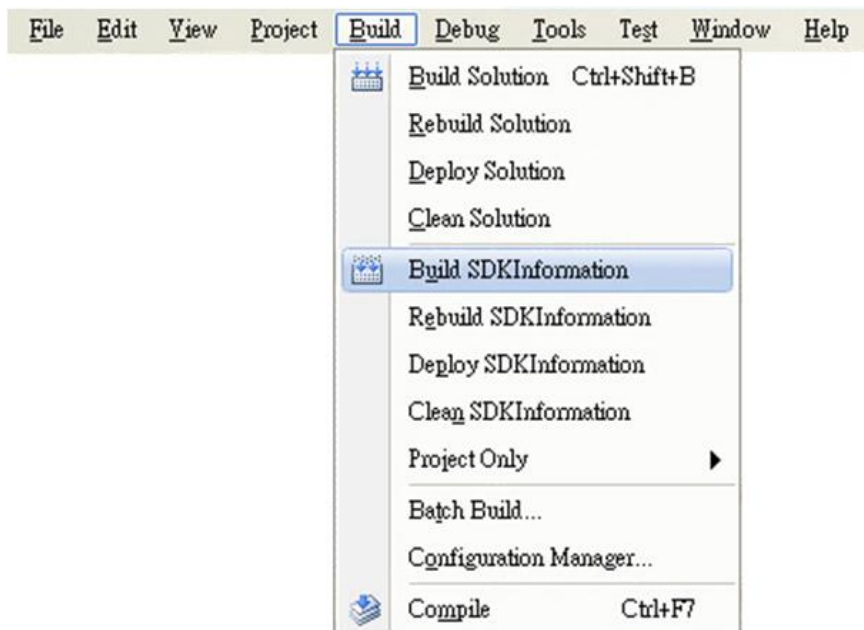 File Edit View Project Build Debug Tools Test Window Help
Build Solution Ctrl+Shift+B
Rebuild Solution
Deploy Solution
Clean Solution
Build SDKInformation
Rebuild SDKInformation
Deploy SDKInformation
Clean SDKInformation
Project Only
Batch Build...
Configuration Manager...
Compile Ctrl+F7